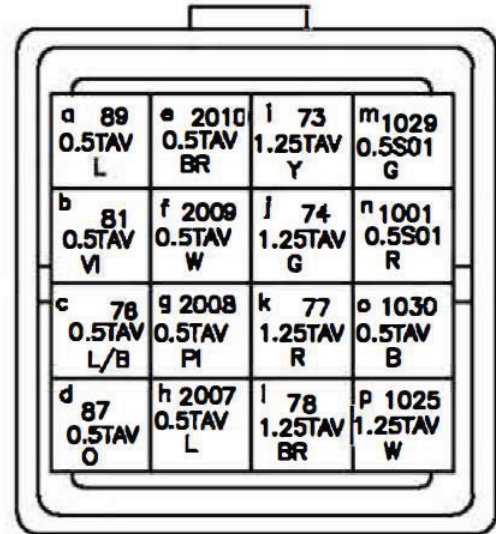 a 89
0.5TAV
L
e 2010
0.5TAV
BR
i 73
1.25TAV
Y
m 1029
0.5S01
G
b 81
0.5TAV
VI
f 2009
0.5TAV
W
j 74
1.25TAV
G
n 1001
0.5S01
R
c 76
0.5TAV
L/B
g 2008
0.5TAV
PI
k 77
1.25TAV
R
o 1030
0.5TAV
B
d 87
0.5TAV
O
h 2007
0.5TAV
L
l 78
1.25TAV
BR
p 1025
1.25TAV
W